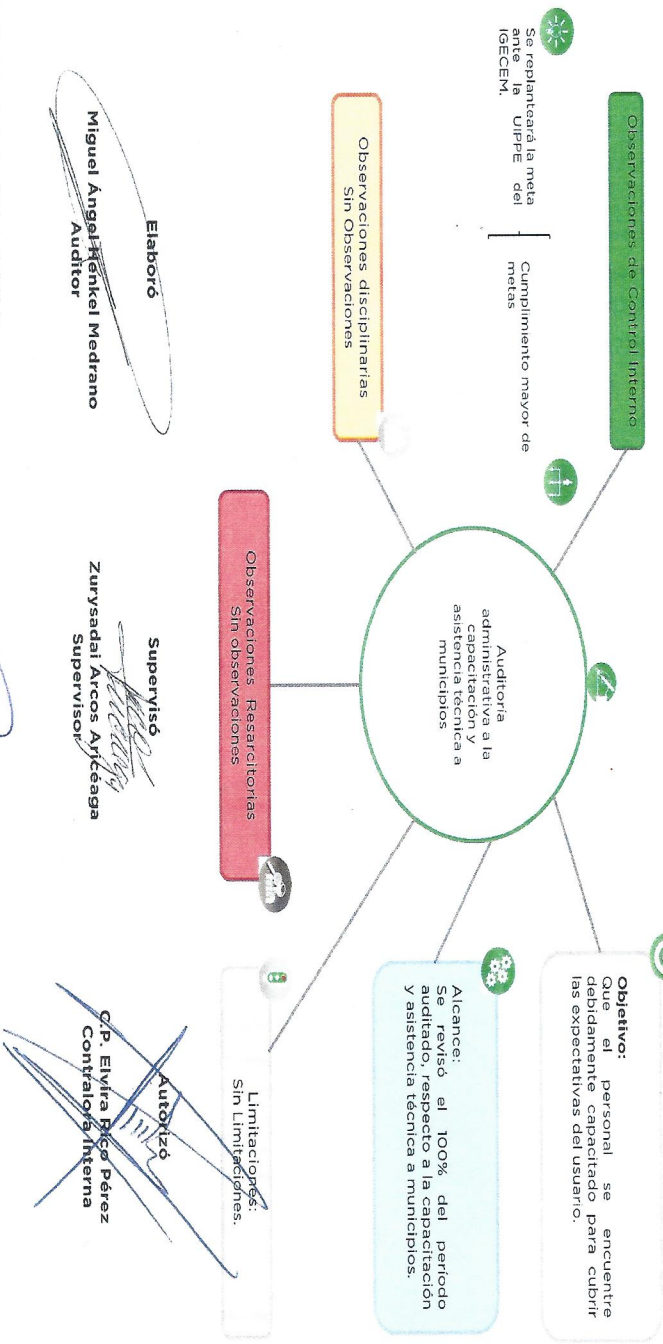 Observaciones de Control Interno
Se replanteará la meta
ante la UIPPE del
IGECEM.
Cumplimiento mayor de
metas
Observaciones disciplinarias
Sin Observaciones
Auditoría
administrativa a la
capacitación y
asistencia técnica a
municipios
Objetivo:
Que el personal se encuentre
debidamente capacitado para cubrir
las expectativas del usuario.
Alcance:
Se revisó el 100% del período
auditado, respecto a la capacitación
y asistencia técnica a municipios.
Observaciones Resarcitorias
Sin observaciones
Limitaciones:
Sin Limitaciones.
Elaboró
Miguel Ángel Henkel Medrano
Auditor
Supervisó
Zurysadai Arcos Aricéaga
Supervisor
Autorizó
C.P. Elvira Rico Pérez
Contralora Interna